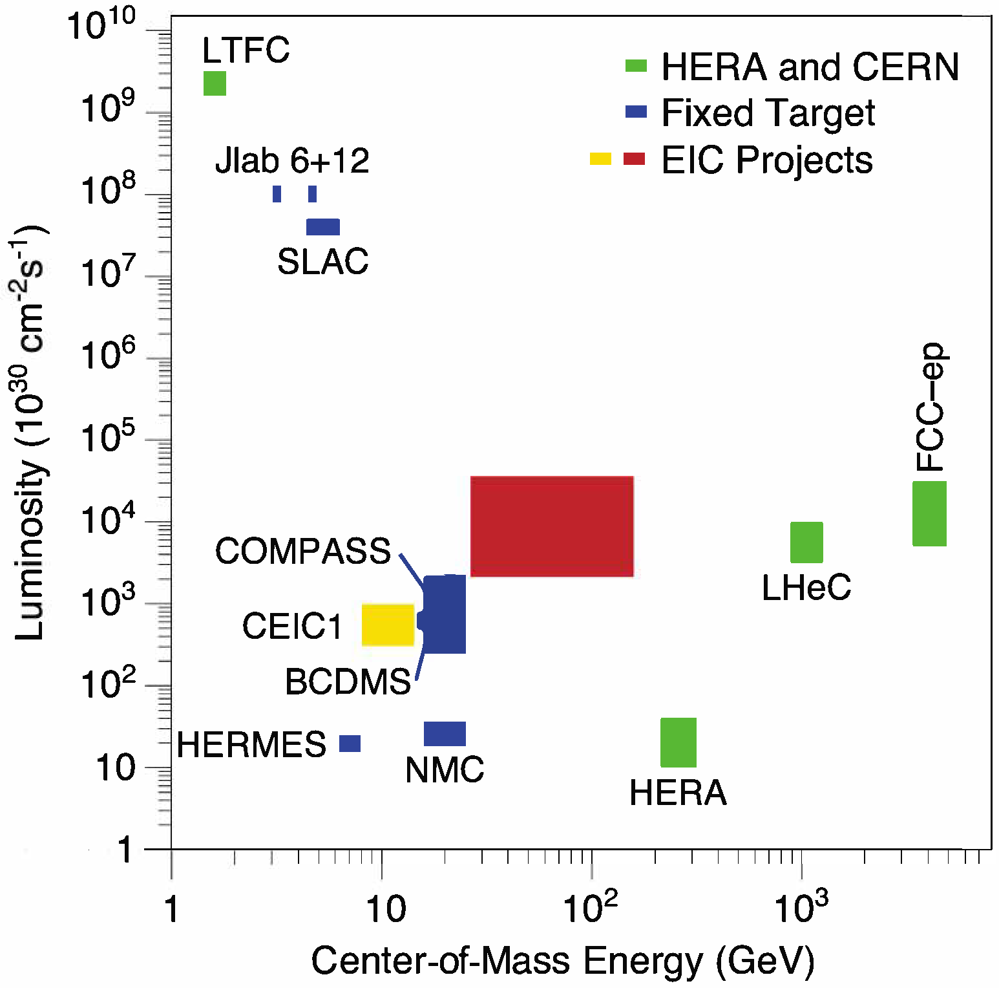 10¹⁰
LTFC
HERA and CERN
10⁹
Fixed Target
Jlab 6+12
EIC Projects
10⁸
SLAC
10⁷
10⁶
FCC–ep
10⁵
10⁴
COMPASS
LHeC
10³
CEIC1
10²
BCDMS
HERMES
10
NMC
HERA
1
Luminosity (10³⁰ cm⁻²s⁻¹)
1 10 10² 10³
Center-of-Mass Energy (GeV)